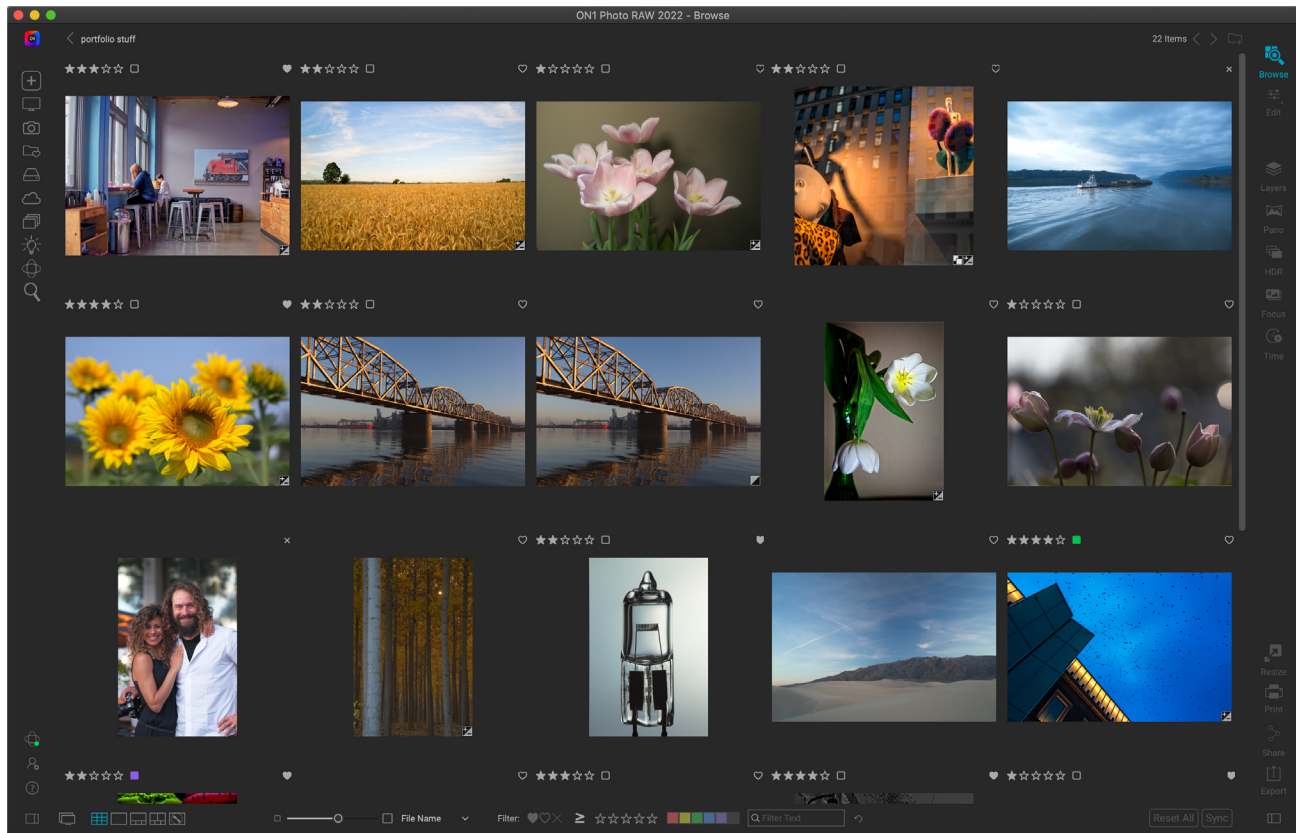 ON1 Photo RAW 2022 - Browse
portfolio stuff
22 Items
Browse
Edit
Layers
Pano
HDR
Focus
Time
Resize
Print
Share
Export
File Name
Filter:
Filter Text
Reset All
Sync